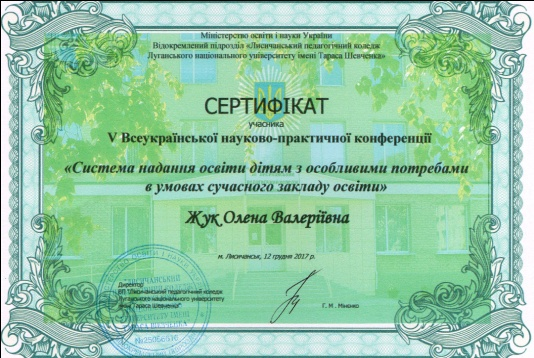 Міністерство освіти і науки України
Відокремлений підрозділ «Лисичанський педагогічний коледж
Луганського національного університету імені Тараса Шевченка»
СЕРТИФІКАТ
учасника
V Всеукраїнської науково-практичної конференції
«Система надання освіти дітям з особливими потребами
в умовах сучасного закладу освіти»
Жук Олена Валеріївна
м. Лисичанськ, 12 грудня 2017 р.
Директор
ВП "Лисичанський педагогічний коледж
Луганського національного університету
імені Тараса Шевченка"
Г. М. Міненко